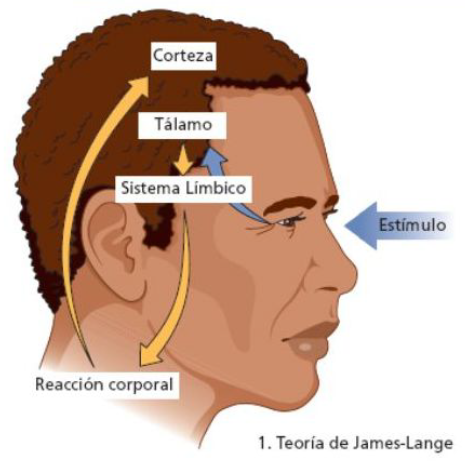 Corteza
Tálamo
Sistema Límbico
Estímulo
Reacción corporal
1. Teoría de James-Lange